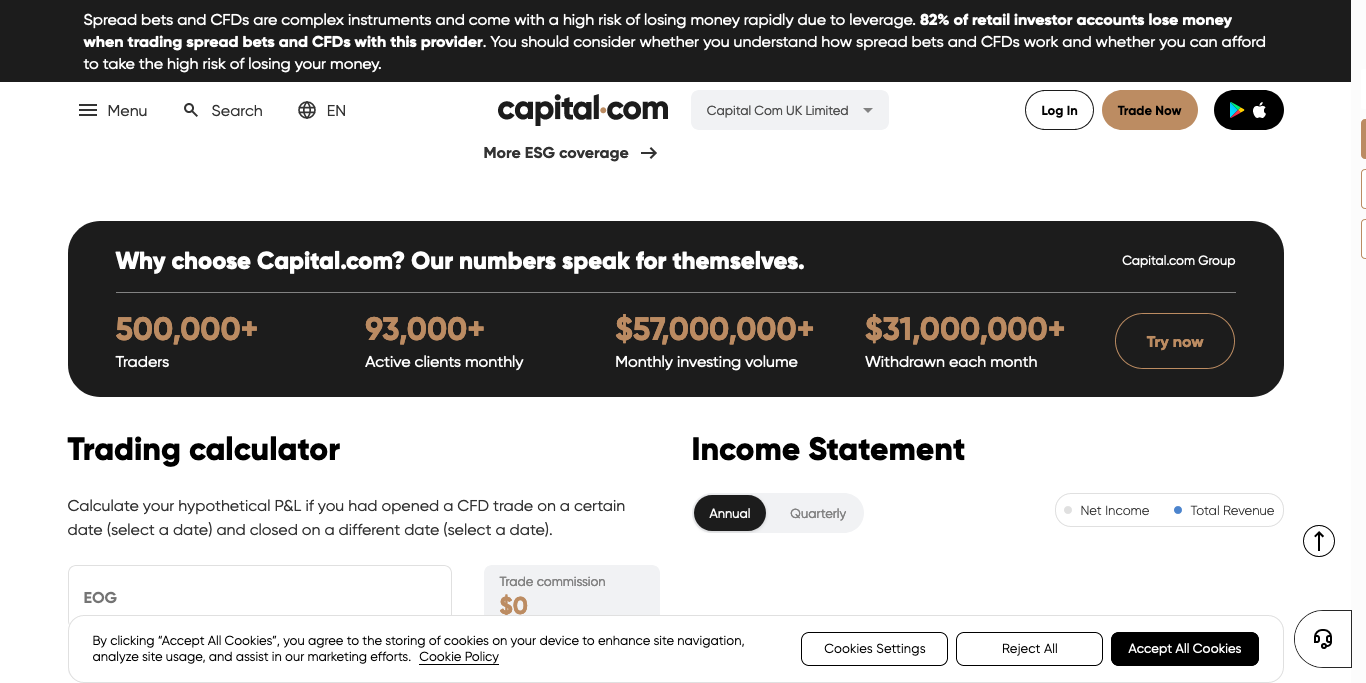 Spread bets and CFDs are complex instruments and come with a high risk of losing money rapidly due to leverage. 82% of retail investor accounts lose money
when trading spread bets and CFDs with this provider. You should consider whether you understand how spread bets and CFDs work and whether you can afford
to take the high risk of losing your money.
Menu
Search
EN
capital.com
Capital Com UK Limited
Log In
Trade Now
More ESG coverage
Why choose Capital.com? Our numbers speak for themselves.
Capital.com Group
500,000+
Traders
93,000+
Active clients monthly
$57,000,000+
Monthly investing volume
$31,000,000+
Withdrawn each month
Try now
Trading calculator
Calculate your hypothetical P&L if you had opened a CFD trade on a certain
date (select a date) and closed on a different date (select a date).
EOG
Trade commission
$0
Income Statement
Annual
Quarterly
Net Income
Total Revenue
By clicking “Accept All Cookies”, you agree to the storing of cookies on your device to enhance site navigation,
analyze site usage, and assist in our marketing efforts. Cookie Policy
Cookies Settings
Reject All
Accept All Cookies